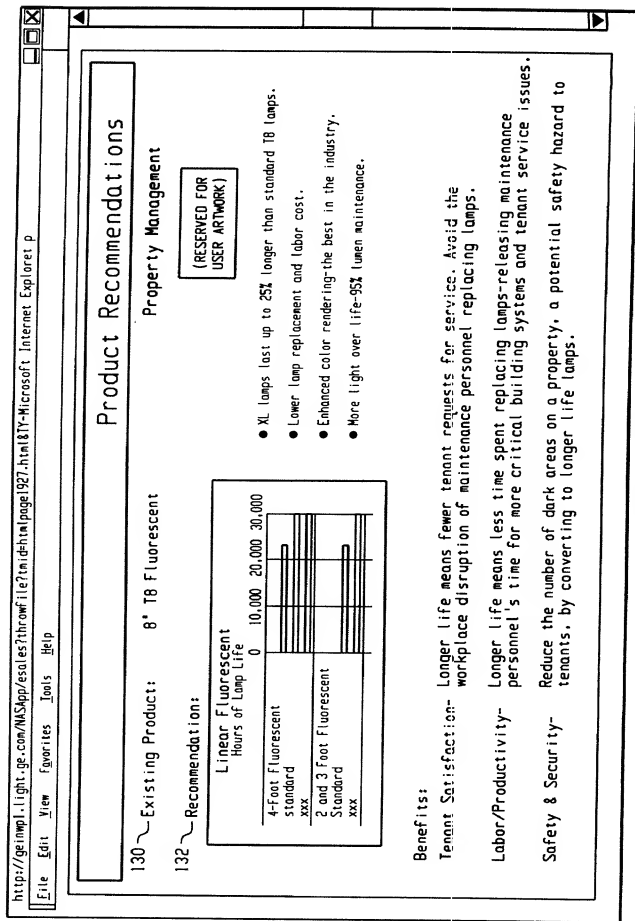 http://geinwpl.light.ge.com/NASApp/esales?throwfile?tmid=htmlpage1927.html&TY-Microsoft Internet Exploret p
File Edit View Favorites Tools Help
Product Recommendations
130 Existing Product: 8' T8 Fluorescent
Property Management
132 Recommendation:
(RESERVED FOR
USER ARTWORK)
Linear Fluorescent
Hours of Lamp Life
0 10,000 20,000 30,000
4-Foot Fluorescent
standard
xxx
2 and 3 Foot Fluorescent
Standard
xxx
● XL lamps last up to 25% longer than standard T8 lamps.
● Lower lamp replacement and labor cost.
● Enhanced color rendering-the best in the industry.
● More light over life-95% lumen maintenance.
Benefits:
Tenant Satisfaction- Longer life means fewer tenant requests for service. Avoid the
workplace disruption of maintenance personnel replacing lamps.
Labor/Productivity- Longer life means less time spent replacing lamps-releasing maintenance
personnel's time for more critical building systems and tenant service issues.
Safety & Security- Reduce the number of dark areas on a property, a potential safety hazard to
tenants, by converting to longer life lamps.